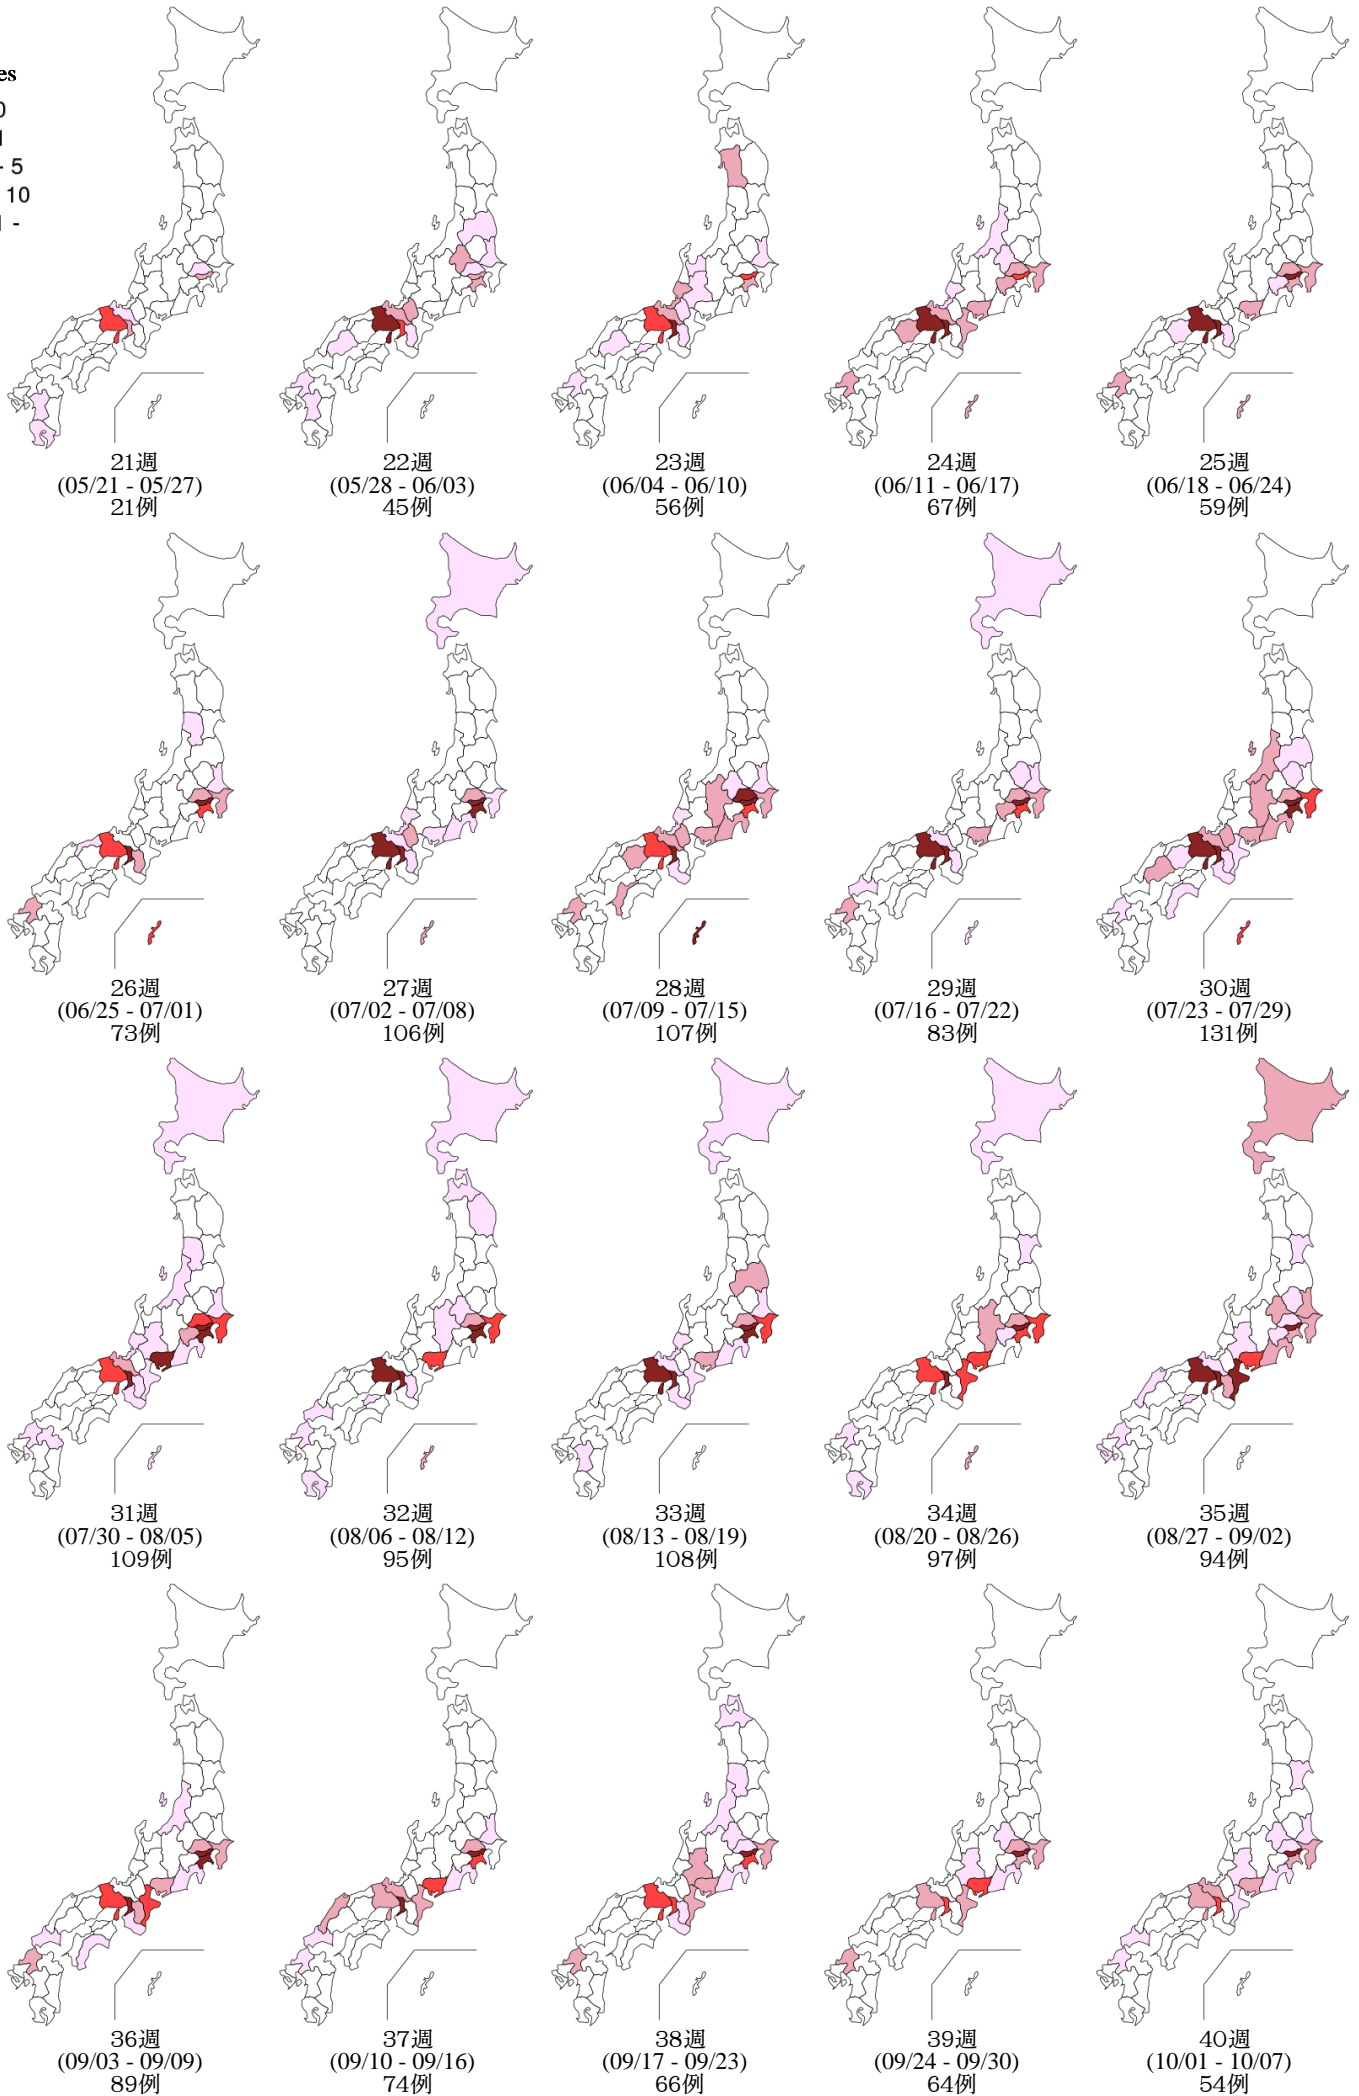 es
0
1
- 5
10
1 -
21週
(05/21 - 05/27)
21例
22週
(05/28 - 06/03)
45例
23週
(06/04 - 06/10)
56例
24週
(06/11 - 06/17)
67例
25週
(06/18 - 06/24)
59例
26週
(06/25 - 07/01)
73例
27週
(07/02 - 07/08)
106例
28週
(07/09 - 07/15)
107例
29週
(07/16 - 07/22)
83例
30週
(07/23 - 07/29)
131例
31週
(07/30 - 08/05)
109例
32週
(08/06 - 08/12)
95例
33週
(08/13 - 08/19)
108例
34週
(08/20 - 08/26)
97例
35週
(08/27 - 09/02)
94例
36週
(09/03 - 09/09)
89例
37週
(09/10 - 09/16)
74例
38週
(09/17 - 09/23)
66例
39週
(09/24 - 09/30)
64例
40週
(10/01 - 10/07)
54例